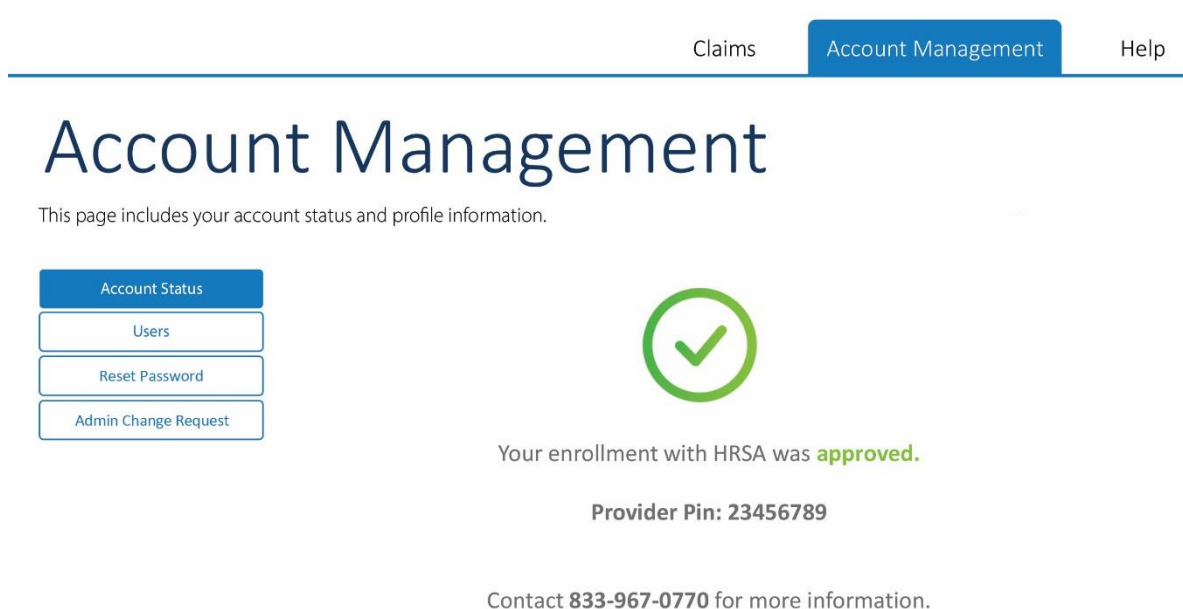 Claims Account Management Help
Account Management
This page includes your account status and profile information.
Account Status
Users
Reset Password
Admin Change Request
Your enrollment with HRSA was approved.
Provider Pin: 23456789
Contact 833-967-0770 for more information.